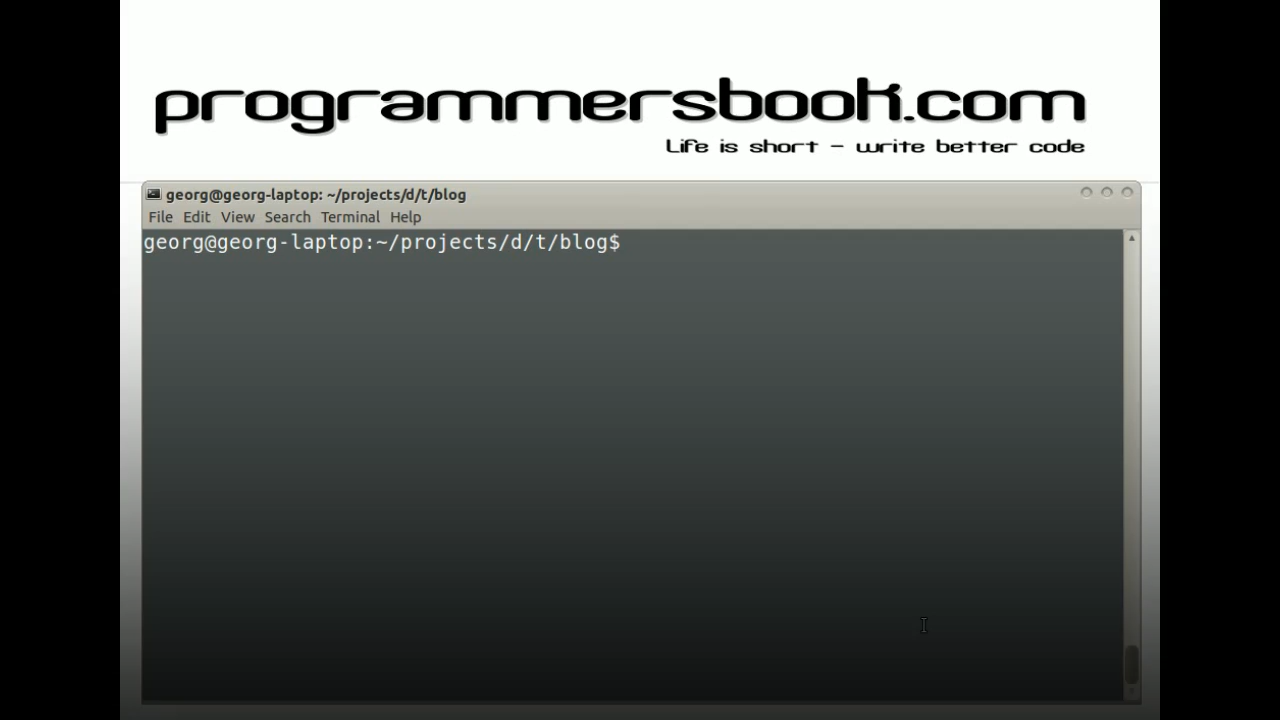 programmersbook.com
Life is short - write better code
georg@georg-laptop: ~/projects/d/t/blog
File Edit View Search Terminal Help
georg@georg-laptop:~/projects/d/t/blog$